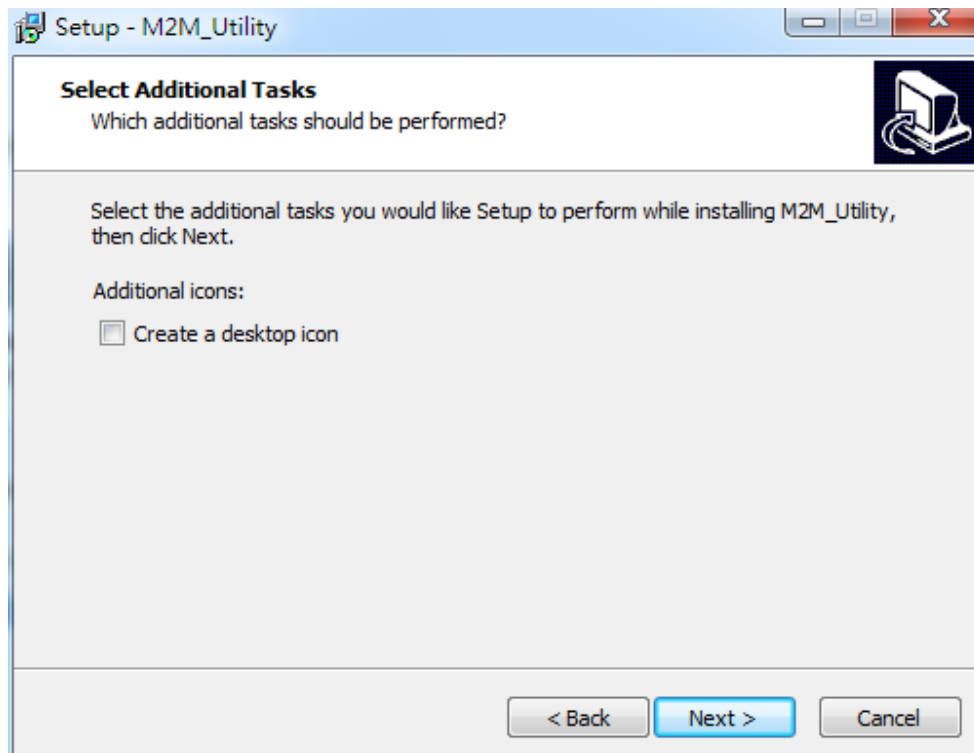 Setup - M2M_Utility
Select Additional Tasks
Which additional tasks should be performed?
Select the additional tasks you would like Setup to perform while installing M2M_Utility,
then click Next.
Additional icons:
Create a desktop icon
< Back
Next >
Cancel